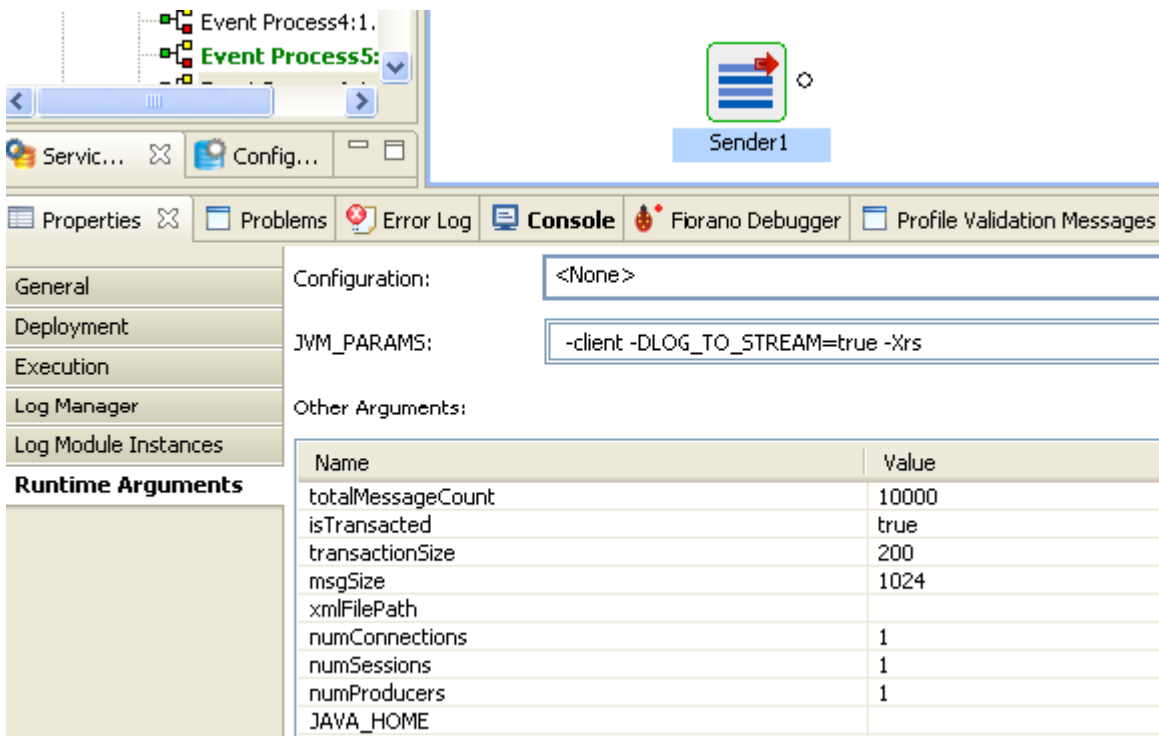 Event Process4:1.
Event Process5:
Sender1
Servic...
Config...
Properties
Problems
Error Log
Console
Fiorano Debugger
Profile Validation Messages
General
Deployment
Execution
Log Manager
Log Module Instances
Runtime Arguments
Configuration:
<None>
JVM_PARAMS:
-client -DLOG_TO_STREAM=true -Xrs
Other Arguments:
Name Value
totalMessageCount 10000
isTransacted true
transactionSize 200
msgSize 1024
xmlFilePath
numConnections 1
numSessions 1
numProducers 1
JAVA_HOME